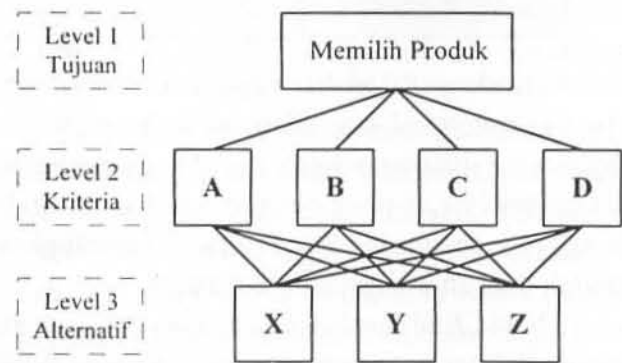 Level 1
Tujuan
Memilih Produk
Level 2
Kriteria
A
B
C
D
Level 3
Alternatif
X
Y
Z